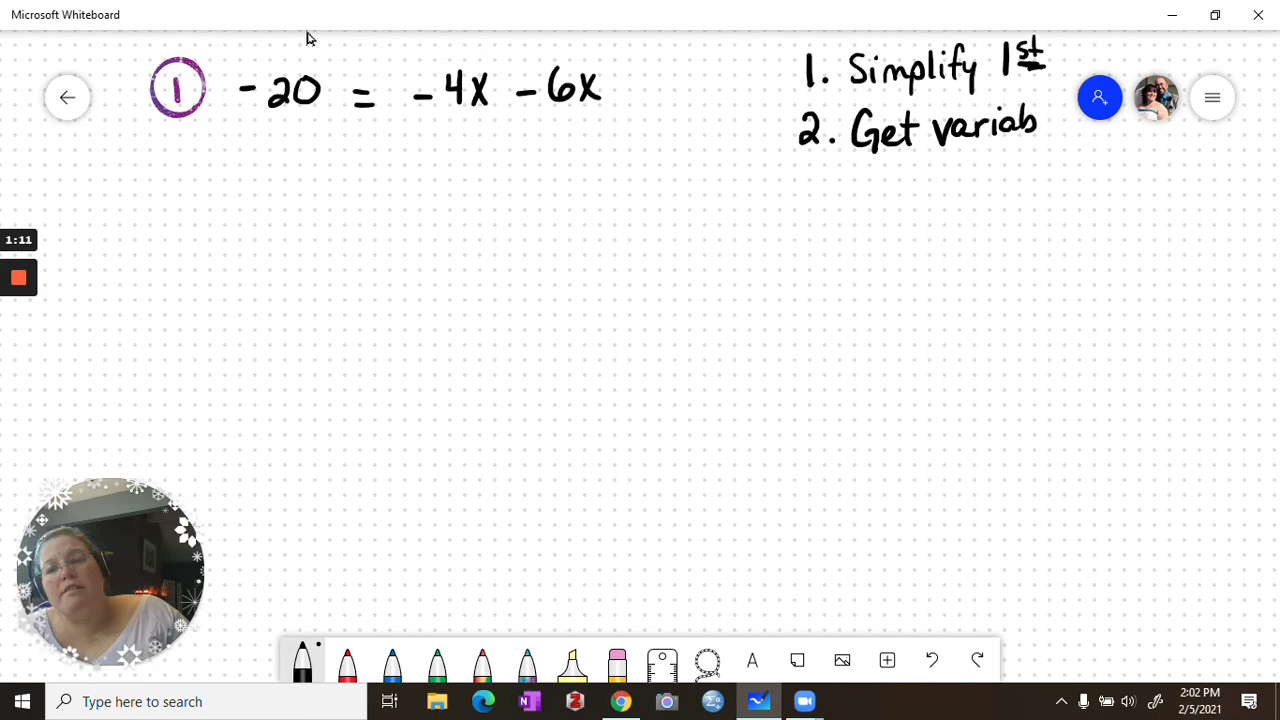 Microsoft Whiteboard
1 -20 = -4x - 6x
1. Simplify 1st
2. Get variab
1:11
A
Type here to search
N
Z
2:02 PM
2/5/2021